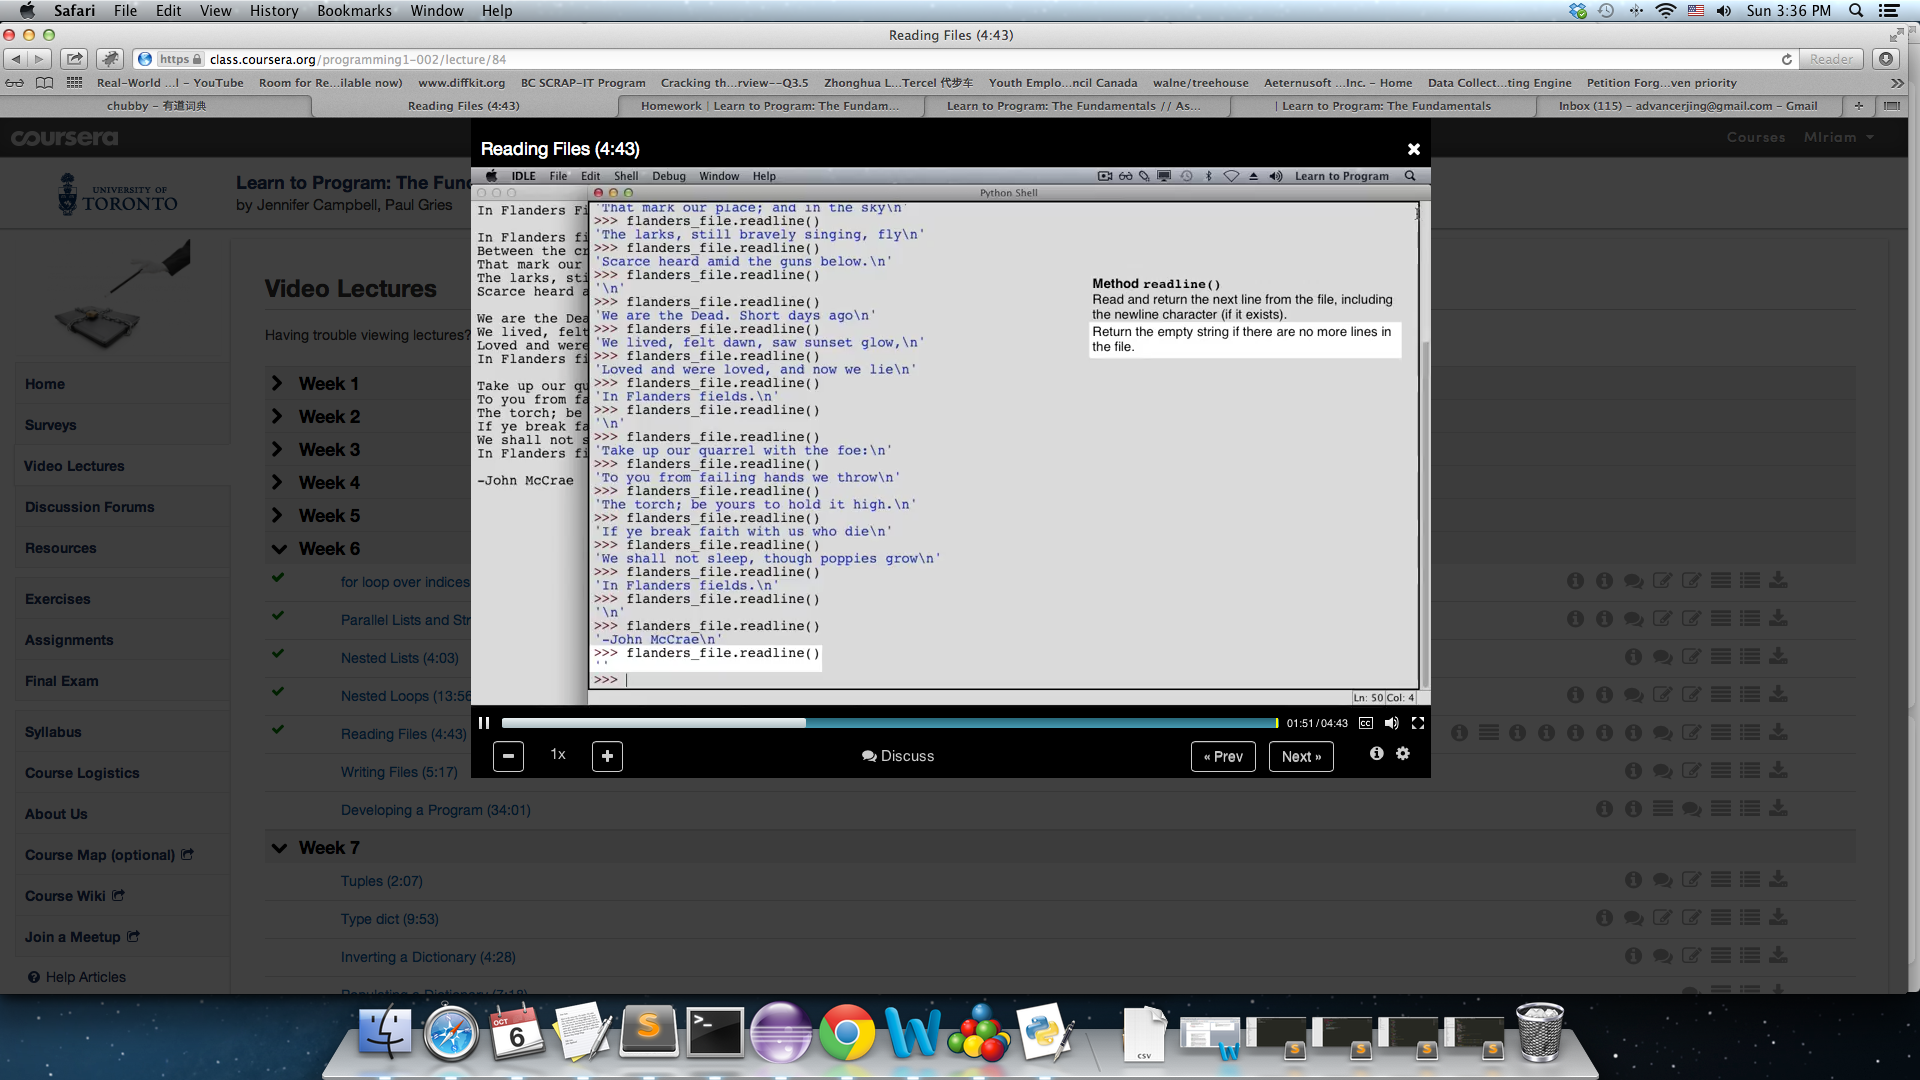 Safari File Edit View History Bookmarks Window Help
Sun 3:36 PM
Reading Files (4:43)
https class.coursera.org/programming1-002/lecture/84
Reader
Real-World ...l - YouTube Room for Re...ilable now) www.diffkit.org BC SCRAP-IT Program Cracking th...rview--Q3.5 Zhonghua L...Tercel 代步车 Youth Emplo...ncil Canada walne/treehouse Aeternusoft ...Inc. - Home Data Collect...ting Engine Petition Forg...ven priority
chubby - 有道词典 Reading Files (4:43) Homework | Learn to Program: The Fundam... Learn to Program: The Fundamentals // As... | Learn to Program: The Fundamentals Inbox (115) - advancerjing@gmail.com - Gmail
coursera
Courses MIriam
UNIVERSITY OF
TORONTO
Learn to Program: The Fun
by Jennifer Campbell, Paul Gries
Home
Surveys
Video Lectures
Discussion Forums
Resources
Exercises
Assignments
Final Exam
Syllabus
Course Logistics
About Us
Course Map (optional)
Course Wiki
Join a Meetup
Help Articles
Video Lectures
Having trouble viewing lectures?
Week 1
Week 2
Week 3
Week 4
Week 5
Week 6
for loop over indices
Parallel Lists and Str
Nested Lists (4:03)
Nested Loops (13:56
Reading Files (4:43)
Writing Files (5:17)
Developing a Program (34:01)
Week 7
Tuples (2:07)
Type dict (9:53)
Inverting a Dictionary (4:28)
Reading Files (4:43)
IDLE File Edit Shell Debug Window Help
Learn to Program
Python Shell
In Flanders Fi
In Flanders fi
Between the cr
That mark our
The larks, sti
Scarce heard a
We are the Dea
We lived, felt
Loved and were
In Flanders fi
Take up our qu
To you from fa
The torch; be
If ye break fa
We shall not s
In Flanders fi
-John McCrae
'That mark our place; and in the sky\n'
>>> flanders_file.readline()
'The larks, still bravely singing, fly\n'
>>> flanders_file.readline()
'Scarce heard amid the guns below.\n'
>>> flanders_file.readline()
'\n'
>>> flanders_file.readline()
'We are the Dead. Short days ago\n'
>>> flanders_file.readline()
'We lived, felt dawn, saw sunset glow,\n'
>>> flanders_file.readline()
'Loved and were loved, and now we lie\n'
>>> flanders_file.readline()
'In Flanders fields.\n'
>>> flanders_file.readline()
'\n'
>>> flanders_file.readline()
'Take up our quarrel with the foe:\n'
>>> flanders_file.readline()
'To you from failing hands we throw\n'
>>> flanders_file.readline()
'The torch; be yours to hold it high.\n'
>>> flanders_file.readline()
'If ye break faith with us who die\n'
>>> flanders_file.readline()
'We shall not sleep, though poppies grow\n'
>>> flanders_file.readline()
'In Flanders fields.\n'
>>> flanders_file.readline()
'\n'
>>> flanders_file.readline()
'-John McCrae\n'
>>> flanders_file.readline()
''
>>>
Method readline()
Read and return the next line from the file, including
the newline character (if it exists).
Return the empty string if there are no more lines in
the file.
Ln: 50 Col: 4
01:51/04:43 CC
1x
Discuss
« Prev
Next »
OCT
6
CSV